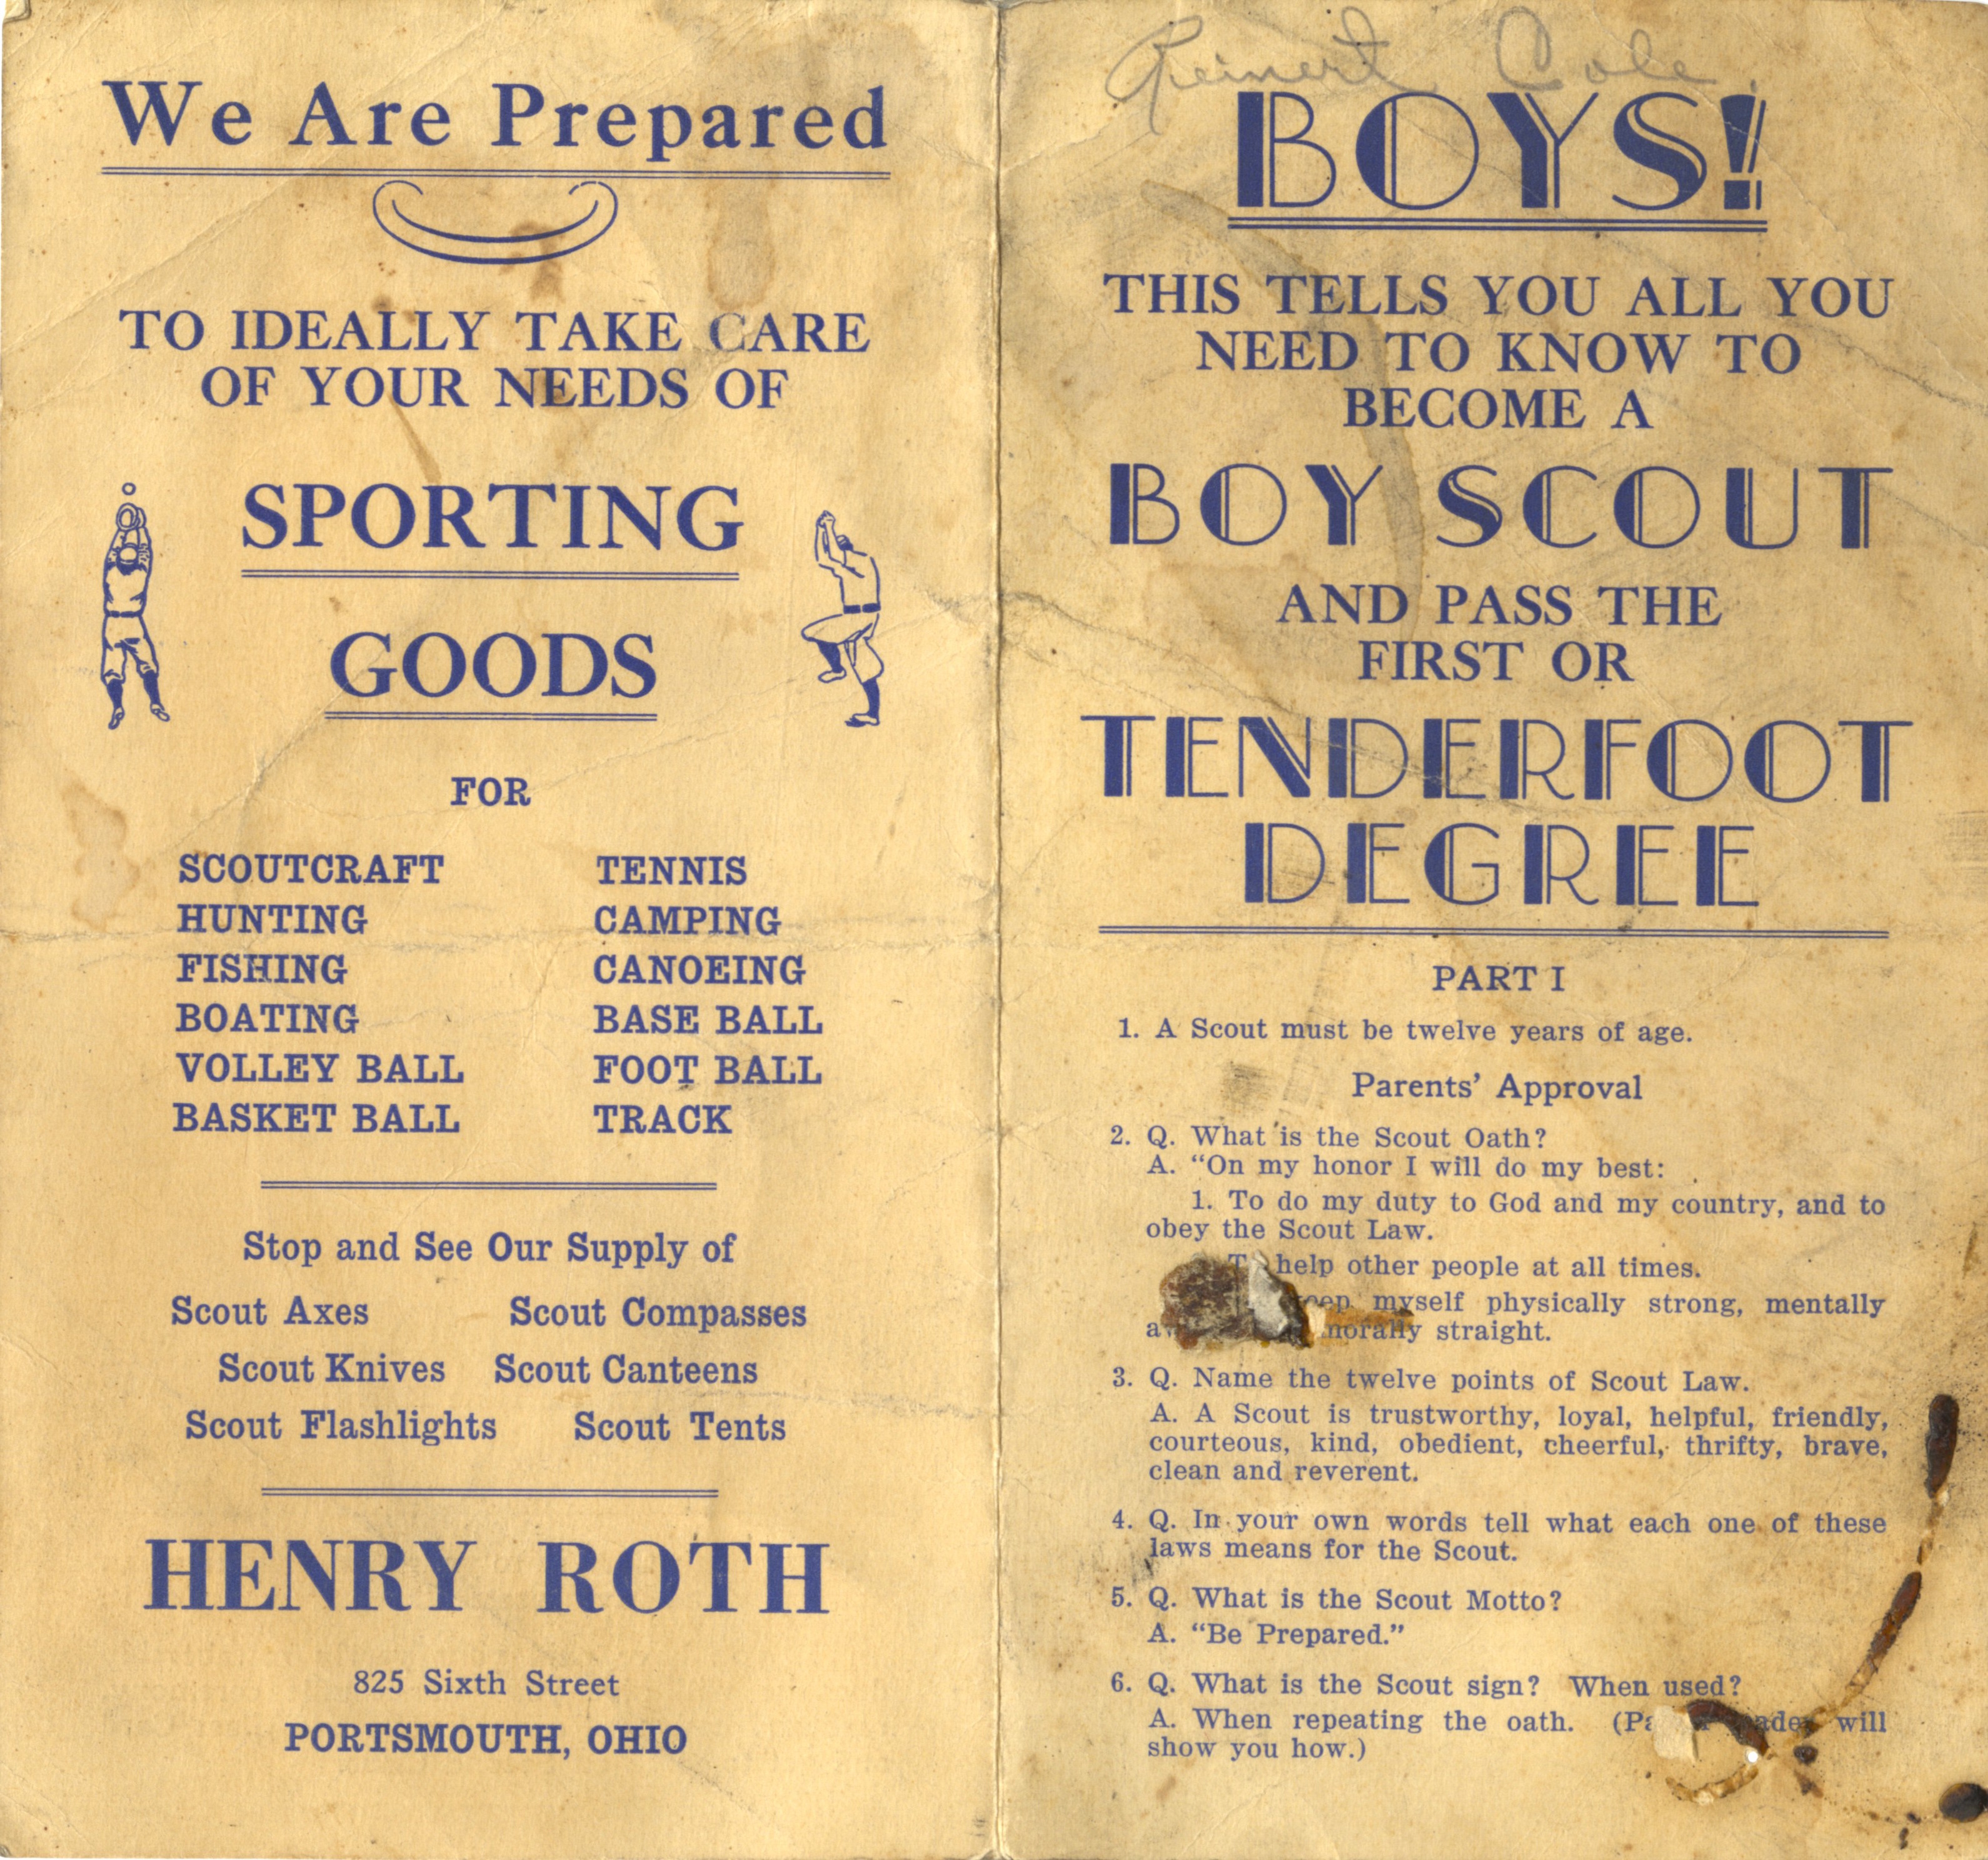 We Are Prepared
TO IDEALLY TAKE CARE
OF YOUR NEEDS OF
SPORTING
GOODS
FOR
SCOUTCRAFT TENNIS
HUNTING CAMPING
FISHING CANOEING
BOATING BASE BALL
VOLLEY BALL FOOT BALL
BASKET BALL TRACK
Stop and See Our Supply of
Scout Axes Scout Compasses
Scout Knives Scout Canteens
Scout Flashlights Scout Tents
HENRY ROTH
825 Sixth Street
PORTSMOUTH, OHIO
Reinert Cole
BOYS!
THIS TELLS YOU ALL YOU
NEED TO KNOW TO
BECOME A
BOY SCOUT
AND PASS THE
FIRST OR
TENDERFOOT
DEGREE
PART I
1. A Scout must be twelve years of age.
Parents' Approval
2. Q. What is the Scout Oath?
A. "On my honor I will do my best:
1. To do my duty to God and my country, and to
obey the Scout Law.
To help other people at all times.
myself physically strong, mentally
morally straight.
3. Q. Name the twelve points of Scout Law.
A. A Scout is trustworthy, loyal, helpful, friendly,
courteous, kind, obedient, cheerful, thrifty, brave,
clean and reverent.
4. Q. In your own words tell what each one of these
laws means for the Scout.
5. Q. What is the Scout Motto?
A. "Be Prepared."
6. Q. What is the Scout sign? When used?
A. When repeating the oath. will
show you how.)